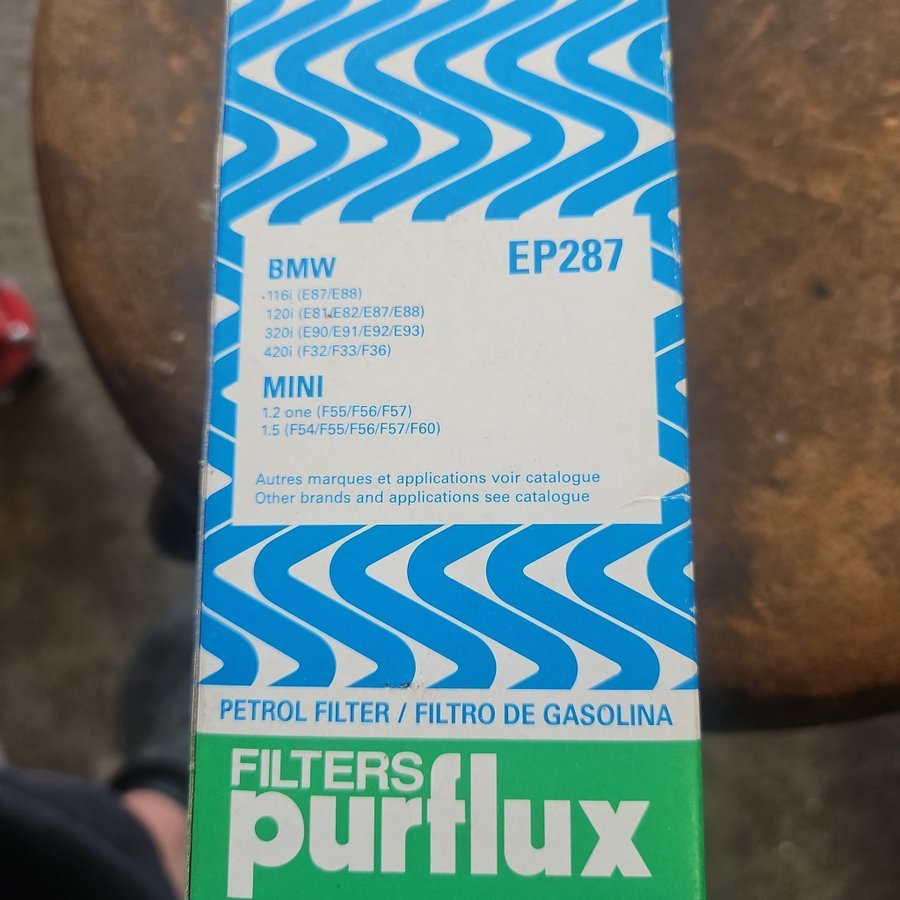 EP287
BMW
116i (E87/E88)
120i (E81/E82/E87/E88)
320i (E90/E91/E92/E93)
420i (F32/F33/F36)
MINI
1.2 one (F55/F56/F57)
1.5 (F54/F55/F56/F57/F60)
Autres marques et applications voir catalogue
Other brands and applications see catalogue
PETROL FILTER / FILTRO DE GASOLINA
FILTERS
purflux